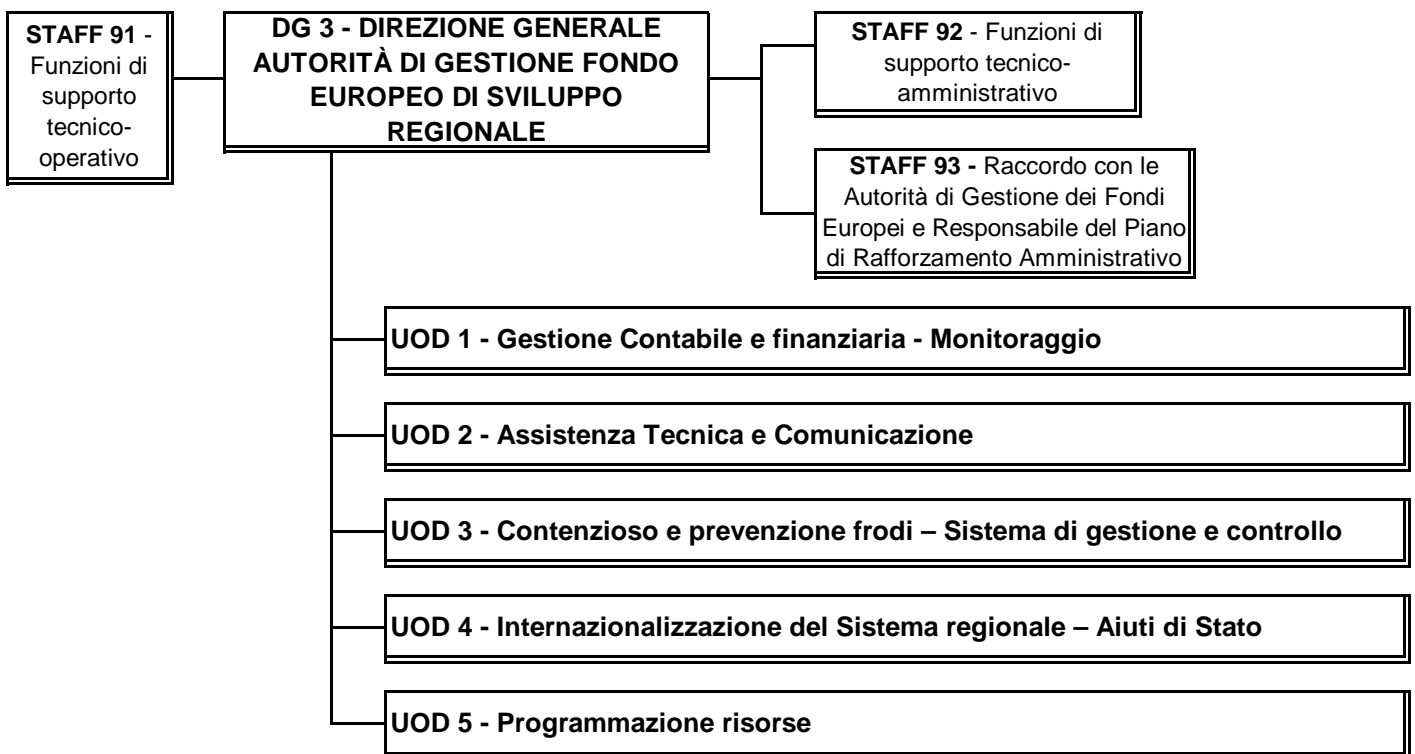 STAFF 91 -
Funzioni di
supporto
tecnico-
operativo
DG 3 - DIREZIONE GENERALE
AUTORITÀ DI GESTIONE FONDO
EUROPEO DI SVILUPPO
REGIONALE
STAFF 92 - Funzioni di
supporto tecnico-
amministrativo
STAFF 93 - Raccordo con le
Autorità di Gestione dei Fondi
Europei e Responsabile del Piano
di Rafforzamento Amministrativo
UOD 1 - Gestione Contabile e finanziaria - Monitoraggio
UOD 2 - Assistenza Tecnica e Comunicazione
UOD 3 - Contenzioso e prevenzione frodi – Sistema di gestione e controllo
UOD 4 - Internazionalizzazione del Sistema regionale – Aiuti di Stato
UOD 5 - Programmazione risorse